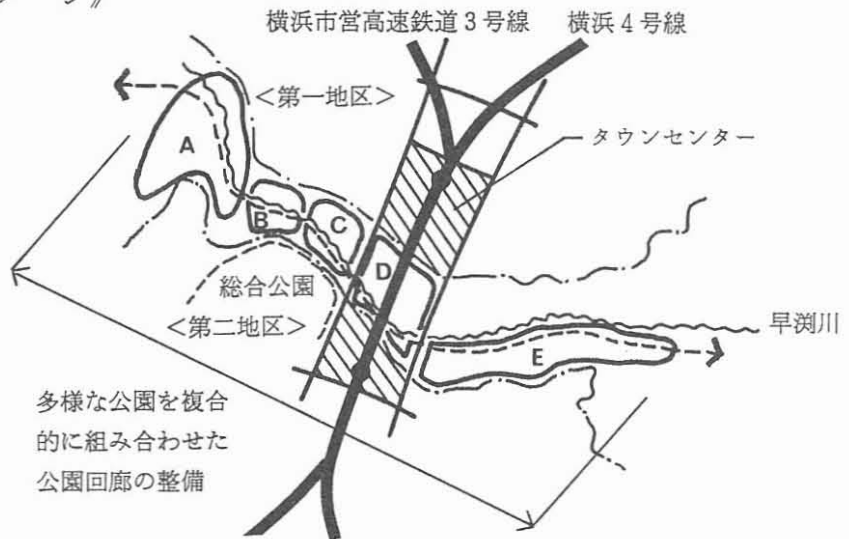 横浜市営高速鉄道3号線
横浜4号線
<第一地区>
タウンセンター
A
B
C
D
総合公園
<第二地区>
早渕川
E
多様な公園を複合
的に組み合わせた
公園回廊の整備